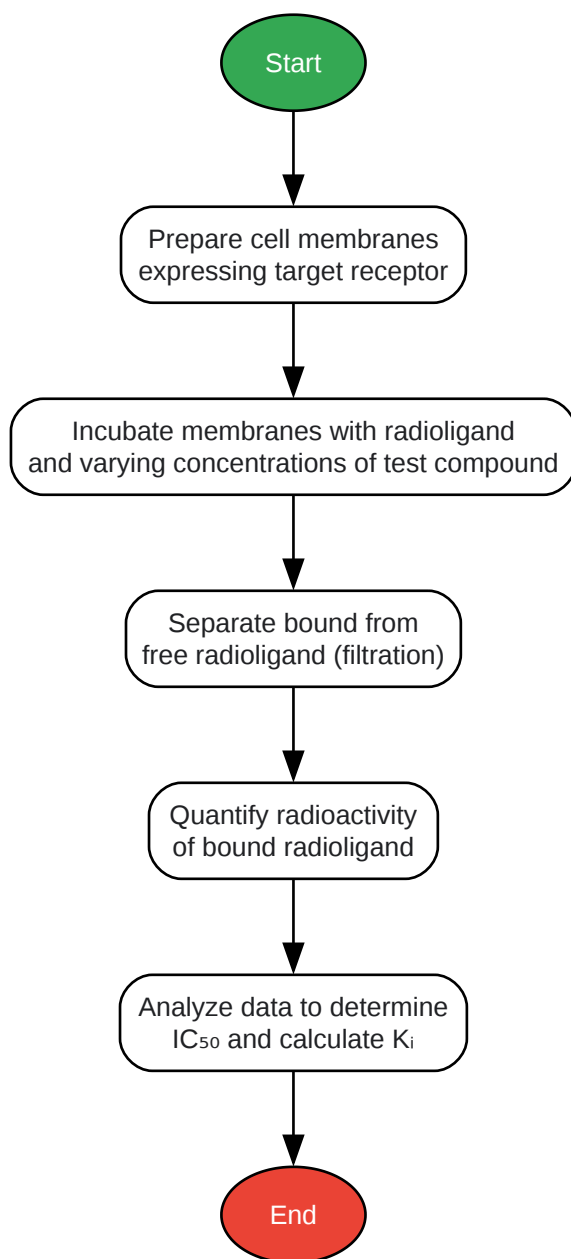 Start
Prepare cell membranes
expressing target receptor
Incubate membranes with radioligand
and varying concentrations of test compound
Separate bound from
free radioligand (filtration)
Quantify radioactivity
of bound radioligand
Analyze data to determine
IC₅₀ and calculate Kᵢ
End